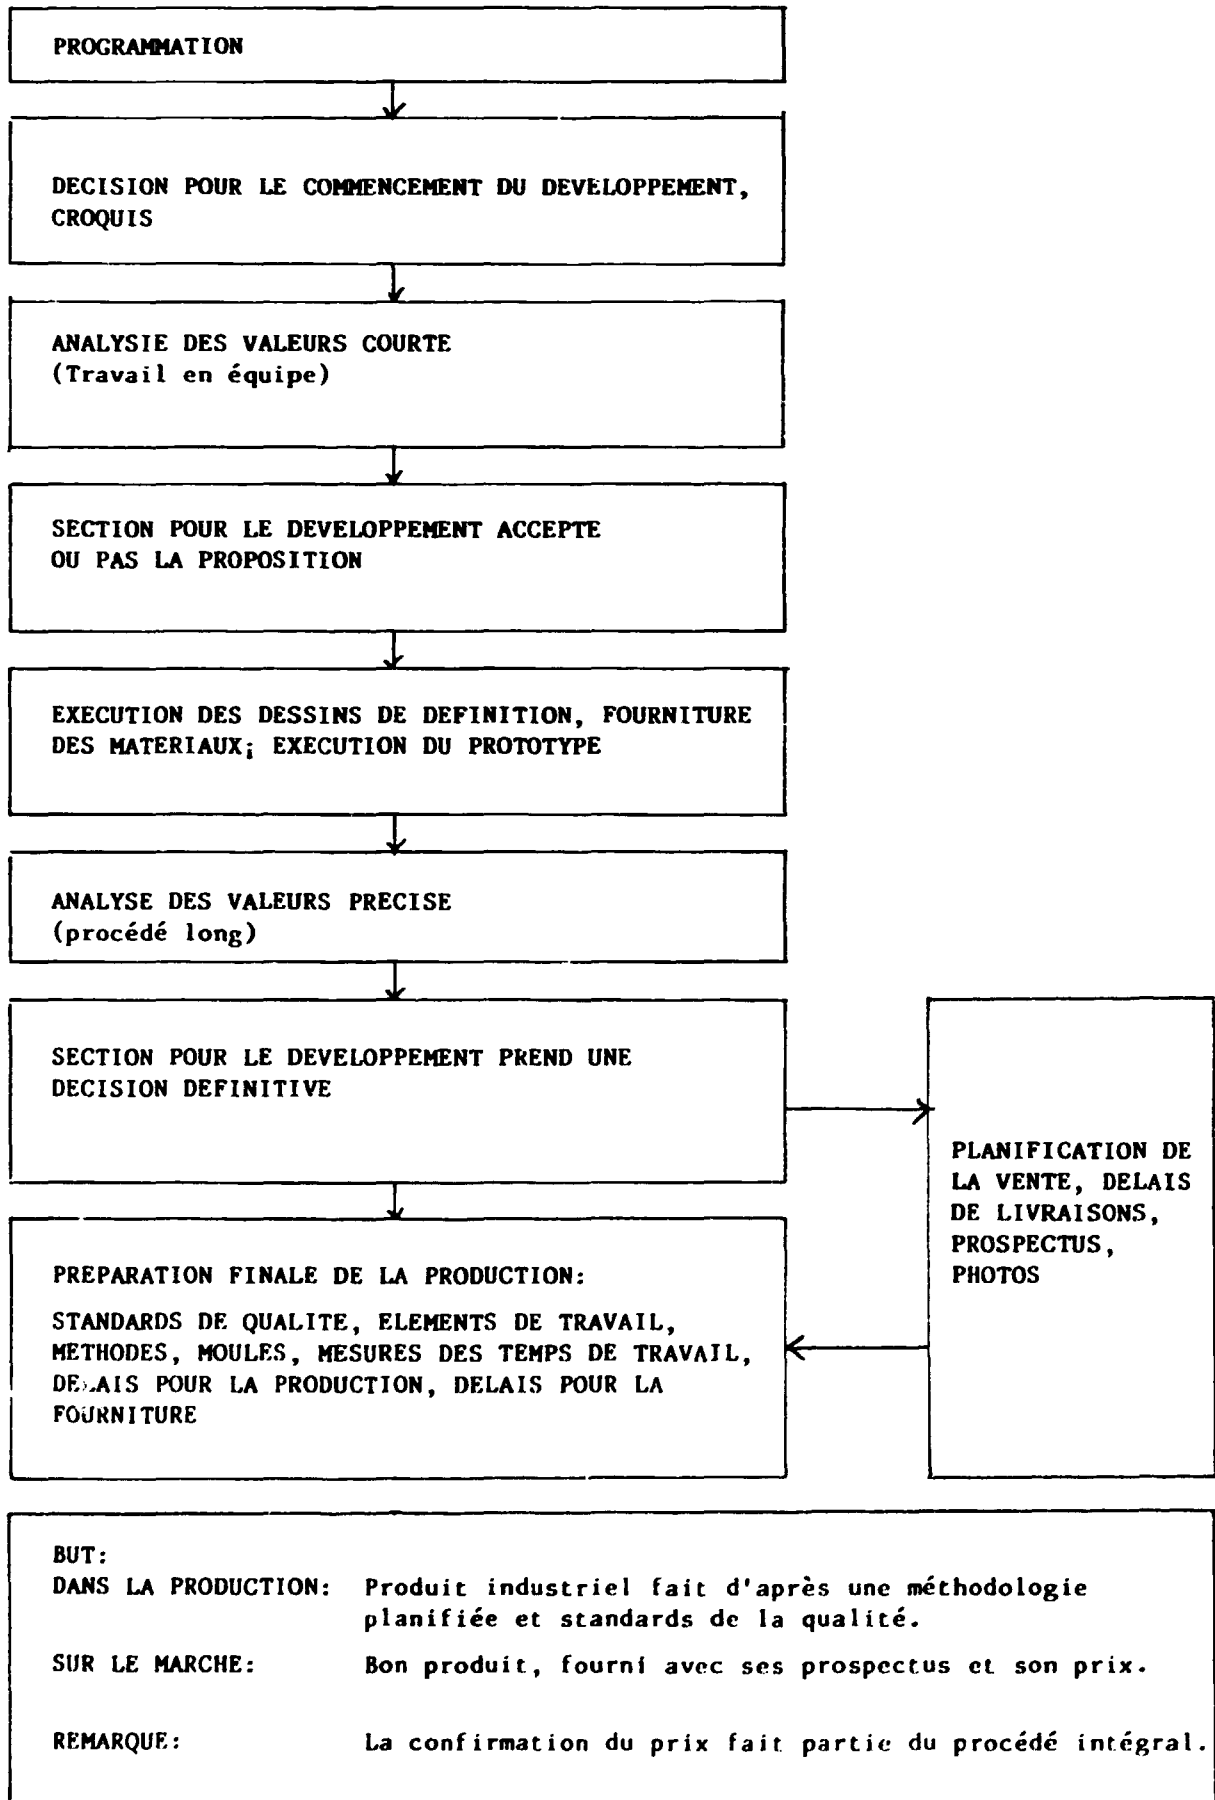 PROGRAMMATION
DECISION POUR LE COMMENCEMENT DU DEVELOPPEMENT,
CROQUIS
ANALYSIE DES VALEURS COURTE
(Travail en équipe)
SECTION POUR LE DEVELOPPEMENT ACCEPTE
OU PAS LA PROPOSITION
EXECUTION DES DESSINS DE DEFINITION, FOURNITURE
DES MATERIAUX; EXECUTION DU PROTOTYPE
ANALYSE DES VALEURS PRECISE
(procédé long)
SECTION POUR LE DEVELOPPEMENT PREND UNE
DECISION DEFINITIVE
PLANIFICATION DE
LA VENTE, DELAIS
DE LIVRAISONS,
PROSPECTUS,
PHOTOS
PREPARATION FINALE DE LA PRODUCTION:
STANDARDS DE QUALITE, ELEMENTS DE TRAVAIL,
METHODES, MOULES, MESURES DES TEMPS DE TRAVAIL,
DELAIS POUR LA PRODUCTION, DELAIS POUR LA
FOURNITURE
BUT:
DANS LA PRODUCTION: Produit industriel fait d'après une méthodologie
planifiée et standards de la qualité.
SUR LE MARCHE: Bon produit, fourni avec ses prospectus et son prix.
REMARQUE: La confirmation du prix fait partie du procédé intégral.